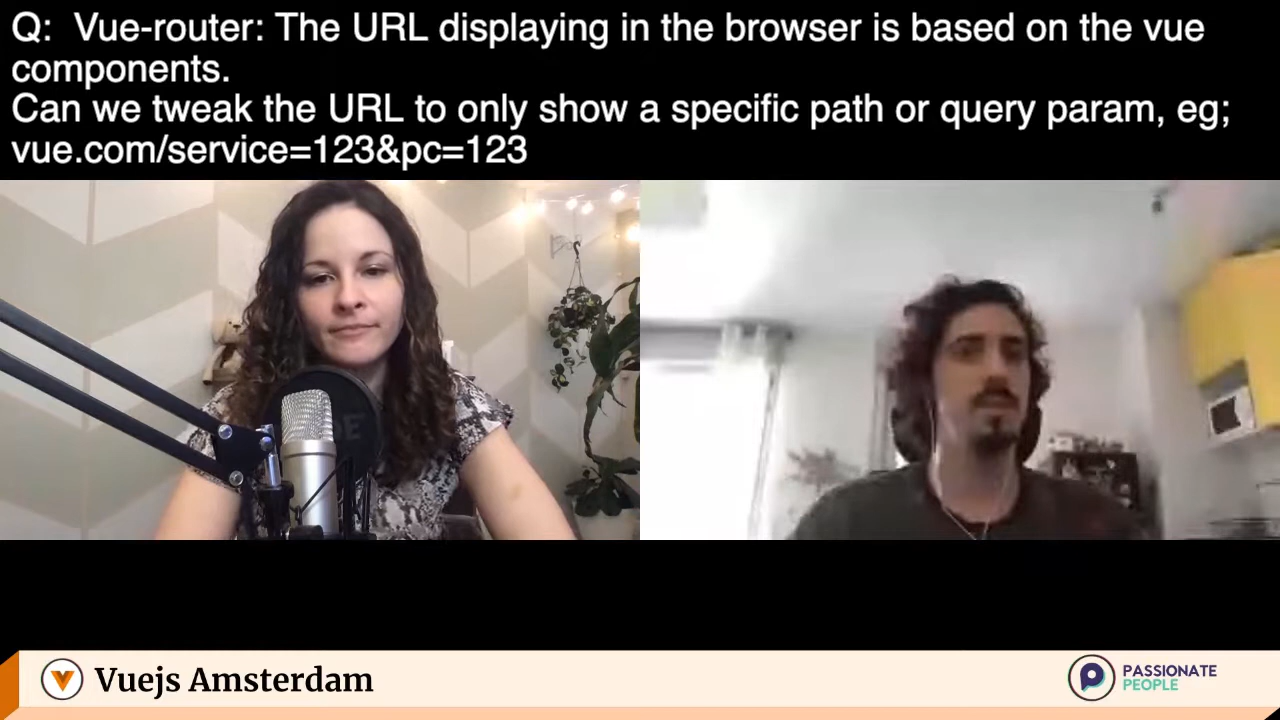 Q:  Vue-router: The URL displaying in the browser is based on the vue
components.
Can we tweak the URL to only show a specific path or query param, eg;
vue.com/service=123&pc=123
Vuejs Amsterdam
PASSIONATE
PEOPLE